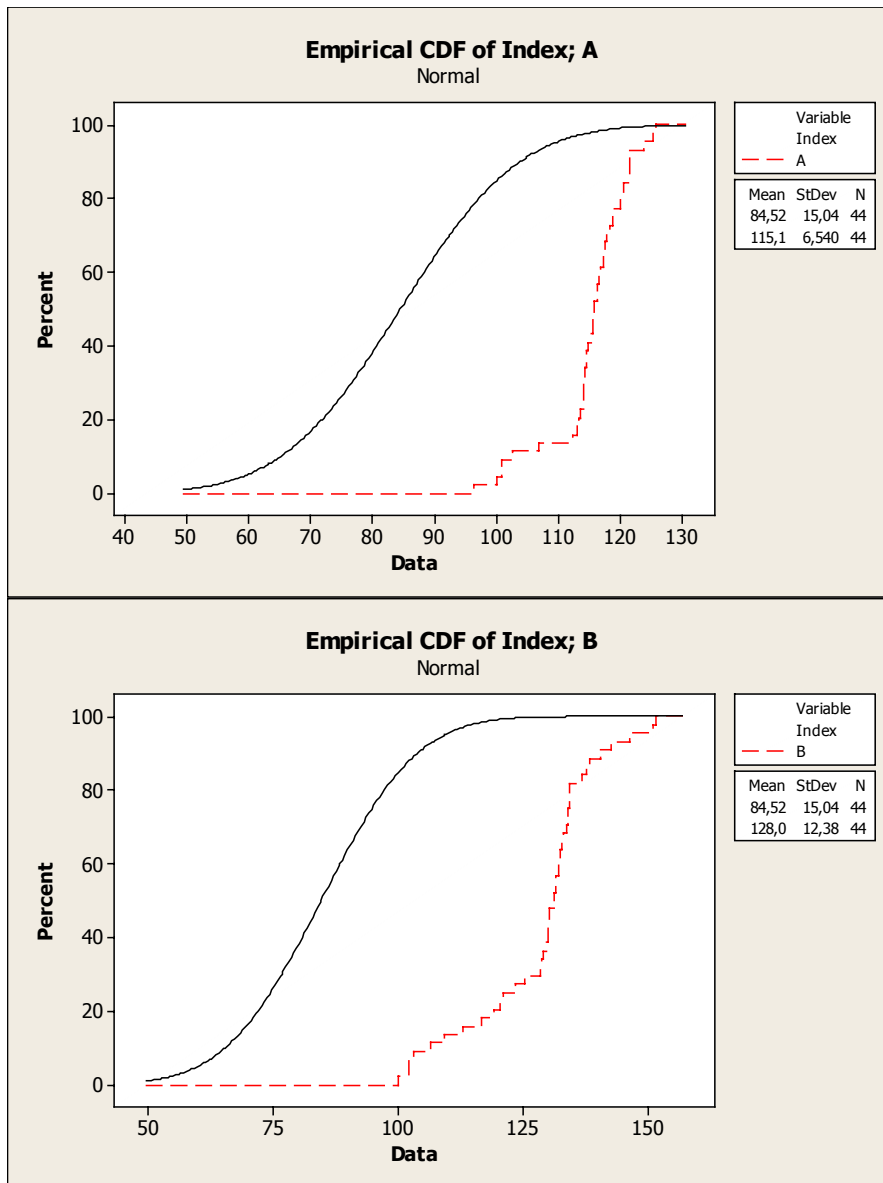 Empirical CDF of Index; A
Normal
100
80
60
40
20
0
Percent
40 50 60 70 80 90 100 110 120 130
Data
Variable
Index
A
Mean StDev N
84,52 15,04 44
115,1 6,540 44
Empirical CDF of Index; B
Normal
100
80
60
40
20
0
Percent
50 75 100 125 150
Data
Variable
Index
B
Mean StDev N
84,52 15,04 44
128,0 12,38 44